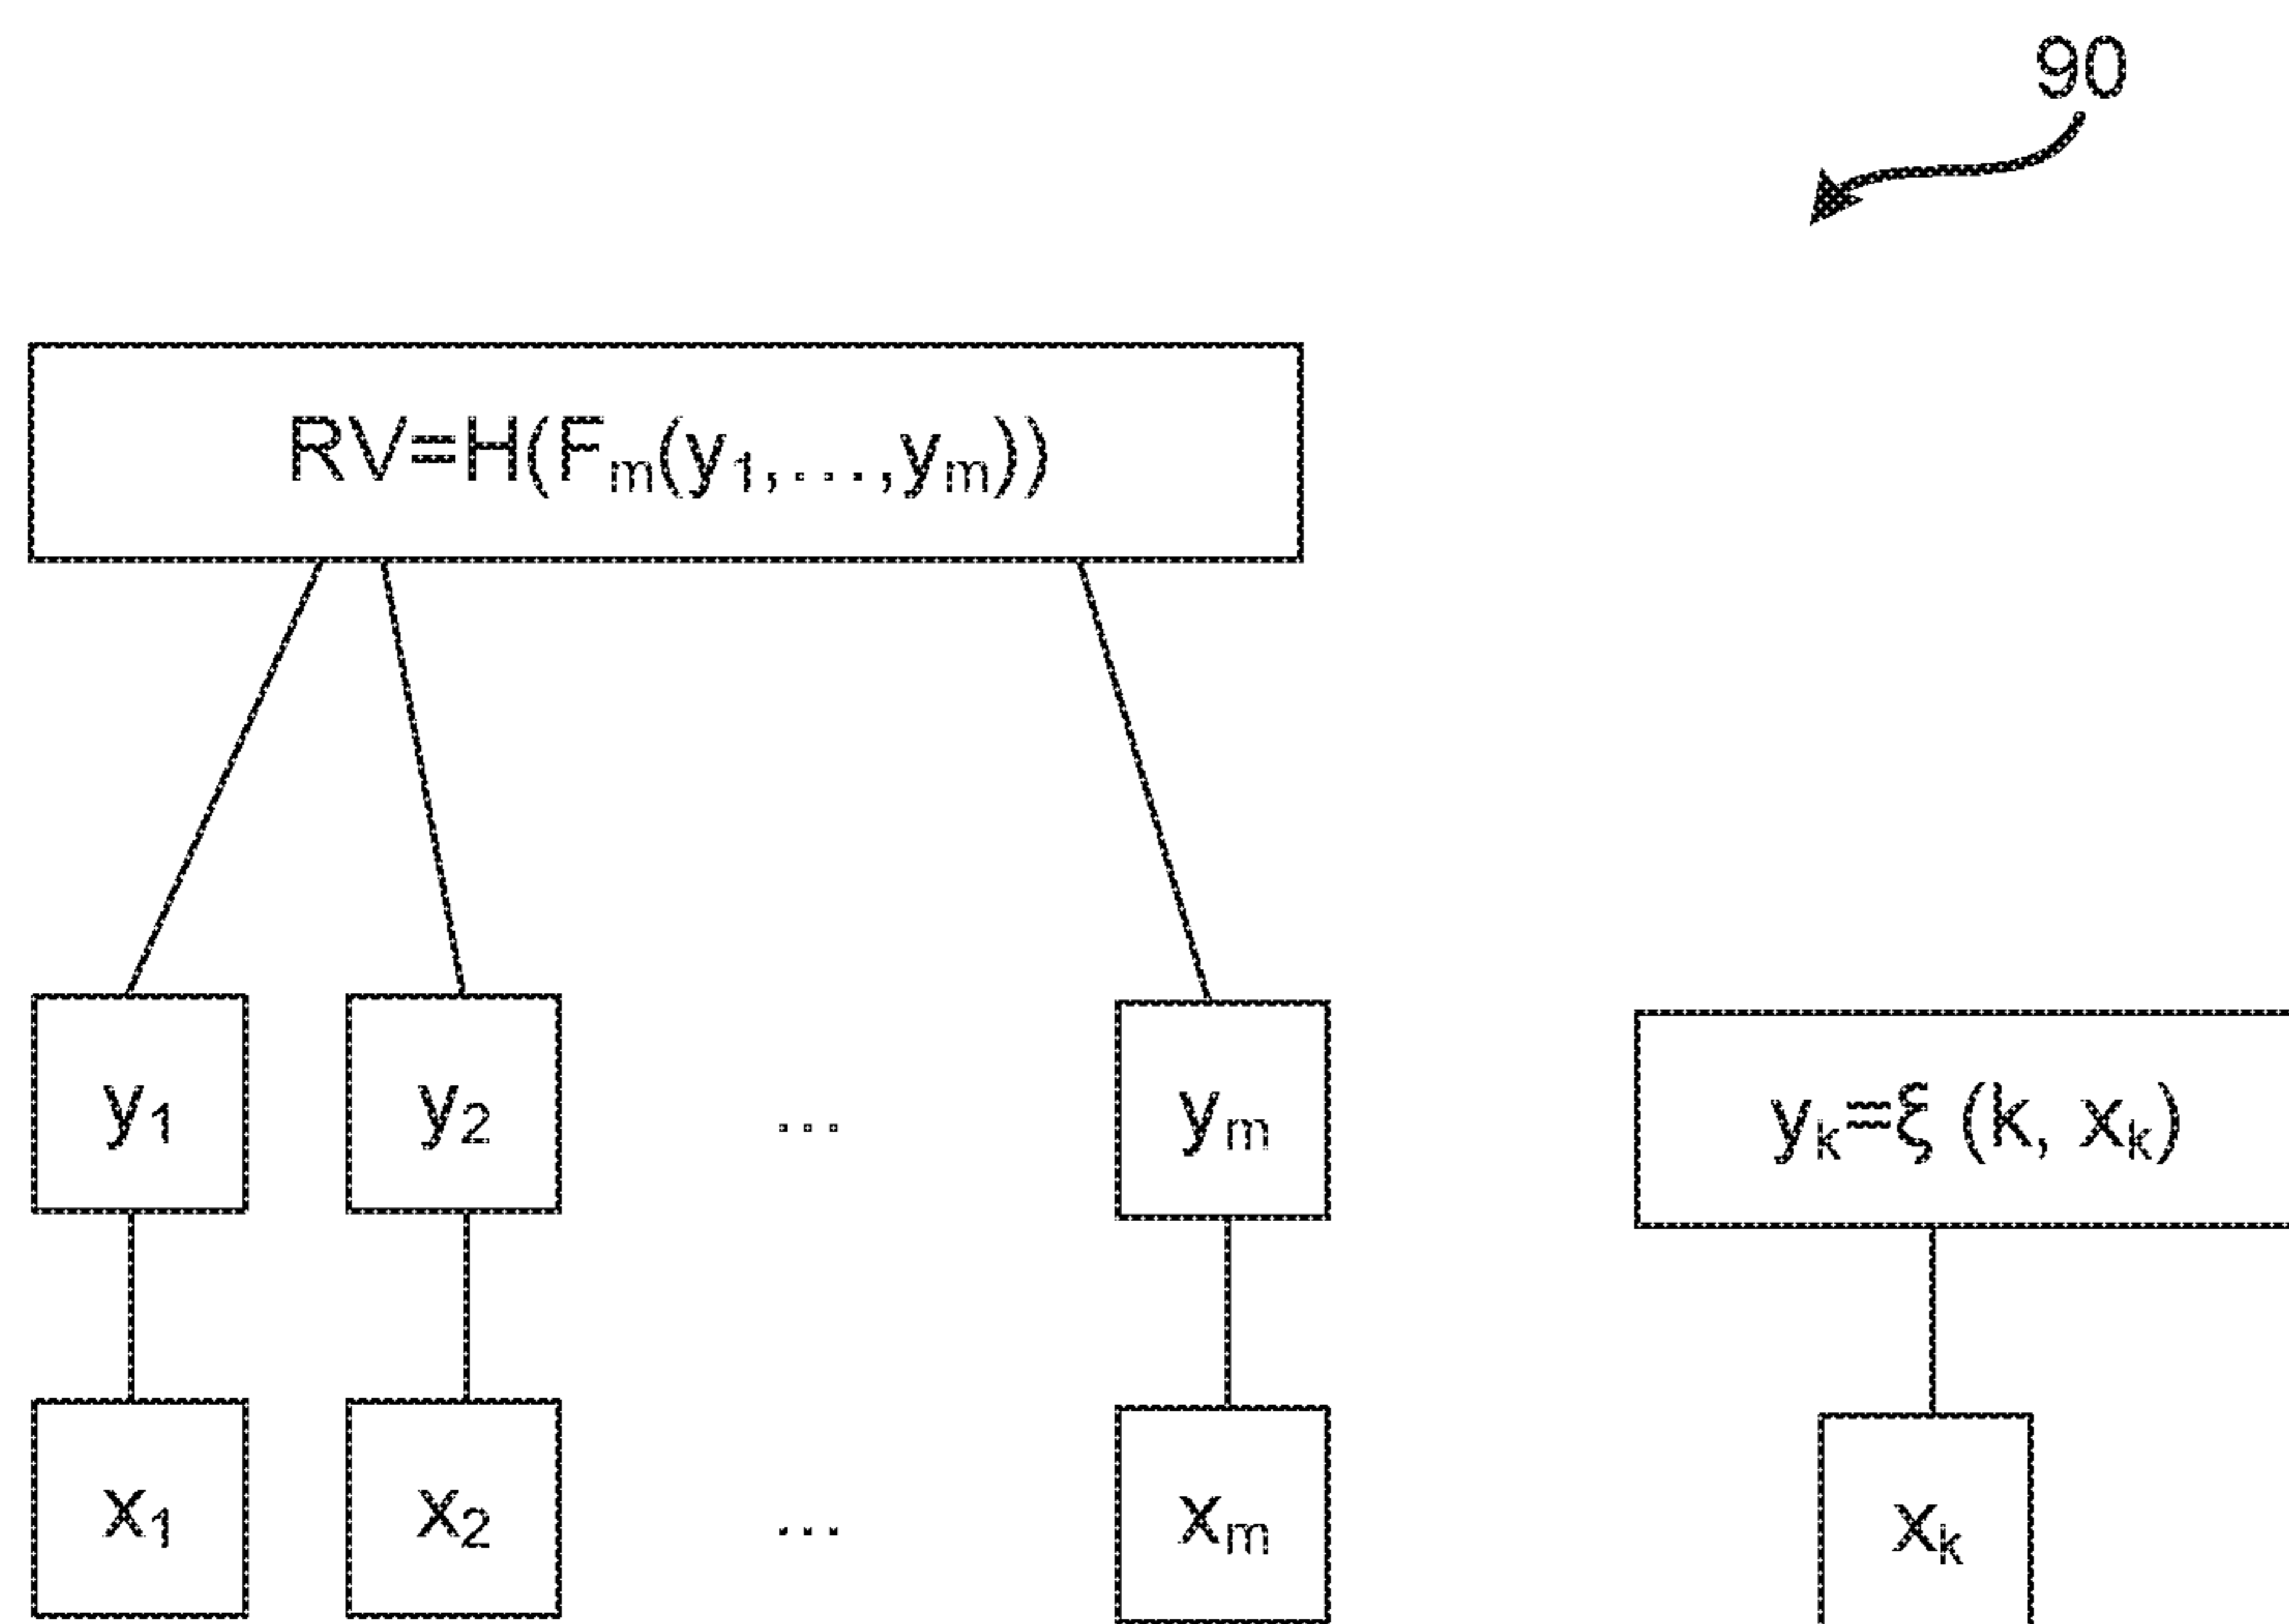 90
RV=H(Fₘ(y₁,...,yₘ))
y₁ y₂ ... yₘ yₖ=ξ (k, xₖ)
x₁ x₂ ... xₘ xₖ